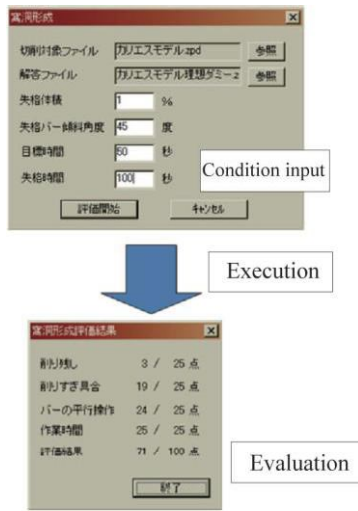 窩洞形成
切削対象ファイル カリエスモデル.zpd 参照
解答ファイル カリエスモデル理想ダミー.z 参照
失格体積 1 %
失格バー傾斜角度 45 度
目標時間 60 秒
失格時間 100 秒
評価開始 キャンセル
Condition input
Execution
窩洞形成評価結果
削り残し 3 / 25 点
削りすぎ具合 19 / 25 点
バーの平行操作 24 / 25 点
作業時間 25 / 25 点
評価結果 71 / 100 点
終了
Evaluation